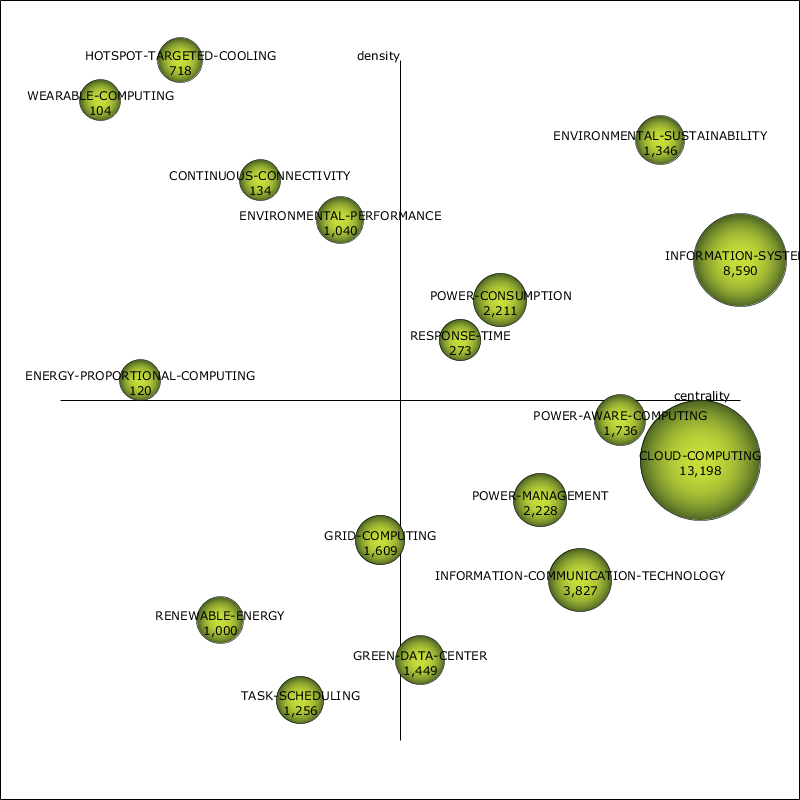 HOTSPOT-TARGETED-COOLING
718
density
WEARABLE-COMPUTING
104
ENVIRONMENTAL-SUSTAINABILITY
1,346
CONTINUOUS-CONNECTIVITY
134
ENVIRONMENTAL-PERFORMANCE
1,040
INFORMATION-SYSTE
8,590
POWER-CONSUMPTION
2,211
RESPONSE-TIME
273
ENERGY-PROPORTIONAL-COMPUTING
120
centrality
POWER-AWARE-COMPUTING
1,736
CLOUD-COMPUTING
13,198
POWER-MANAGEMENT
2,228
GRID-COMPUTING
1,609
INFORMATION-COMMUNICATION-TECHNOLOGY
3,827
RENEWABLE-ENERGY
1,000
GREEN-DATA-CENTER
1,449
TASK-SCHEDULING
1,256